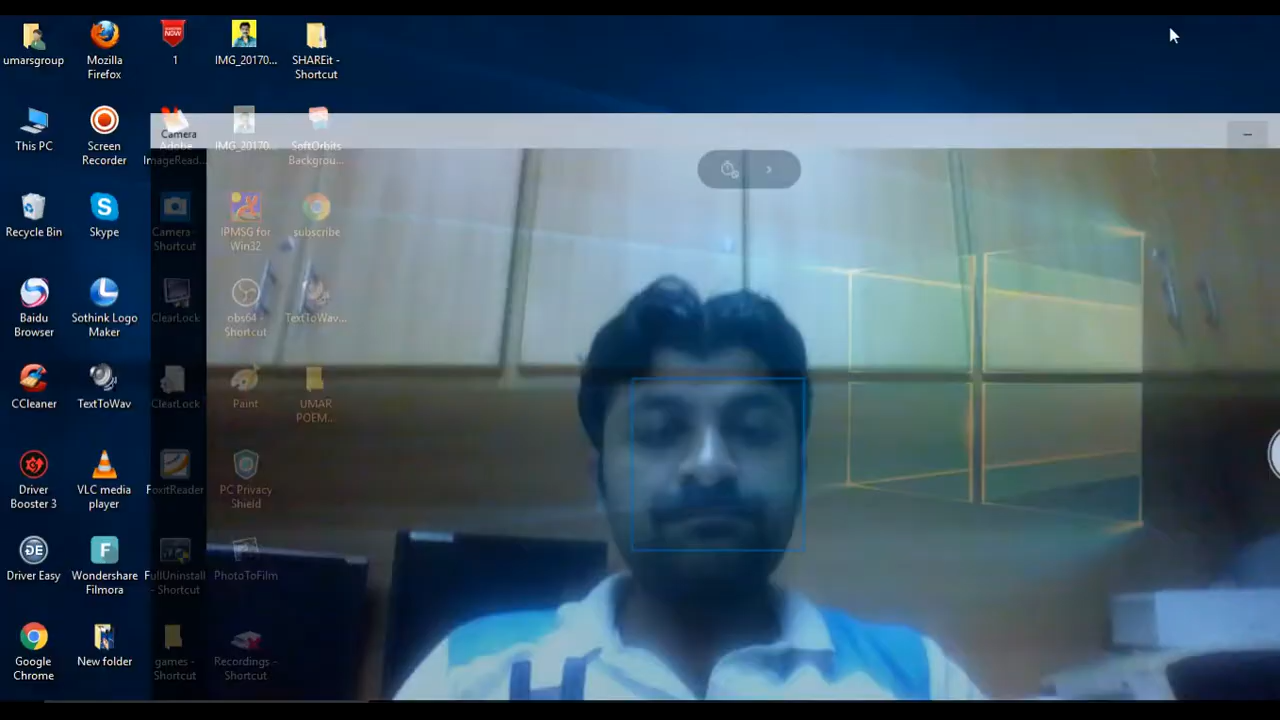 umarsgroup
Mozilla
Firefox
NOW
1
IMG_20170...
SHAREit -
Shortcut
This PC
Screen
Recorder
Camera
Adobe
ImageRead...
IMG_20170...
SoftOrbits
Backgrou...
Recycle Bin
Skype
Camera -
Shortcut
IPMSG for
Win32
subscribe
Baidu
Browser
Sothink Logo
Maker
ClearLock
obs64 -
Shortcut
TextToWav...
CCleaner
TextToWav
ClearLock
Paint
UMAR
POEM...
Driver
Booster 3
VLC media
player
FoxitReader
PC Privacy
Shield
Driver Easy
Wondershare
Filmora
FullUninstall
- Shortcut
PhotoToFilm
Google
Chrome
New folder
games -
Shortcut
Recordings -
Shortcut